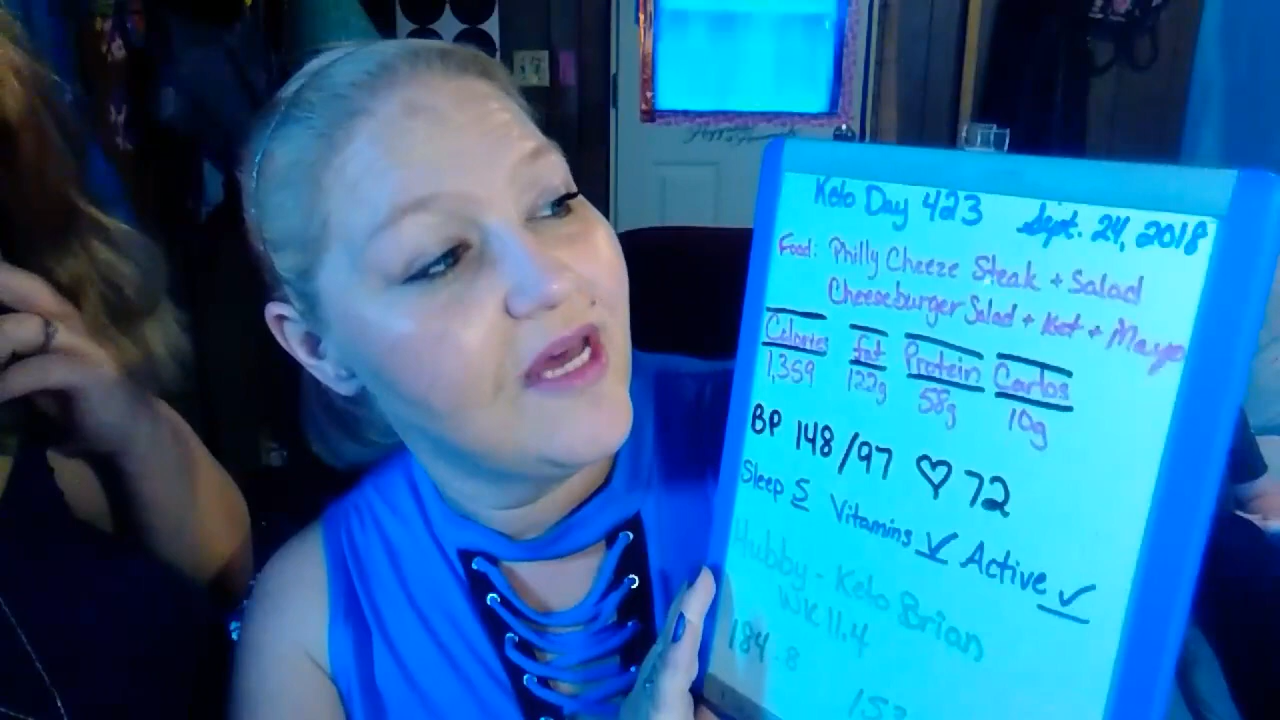 Keto Day 423 Sept. 24, 2018
Food: Philly Cheeze Steak + Salad
Cheeseburger Salad + Ket + Mayo
Calories Fat Protein Carbs
1,359 122g 58g 10g
BP 148/97 ♡ 72
Sleep 5 Vitamins ✓ Active ✓
Hubby - Keto Brian
WK 11.4
184.8